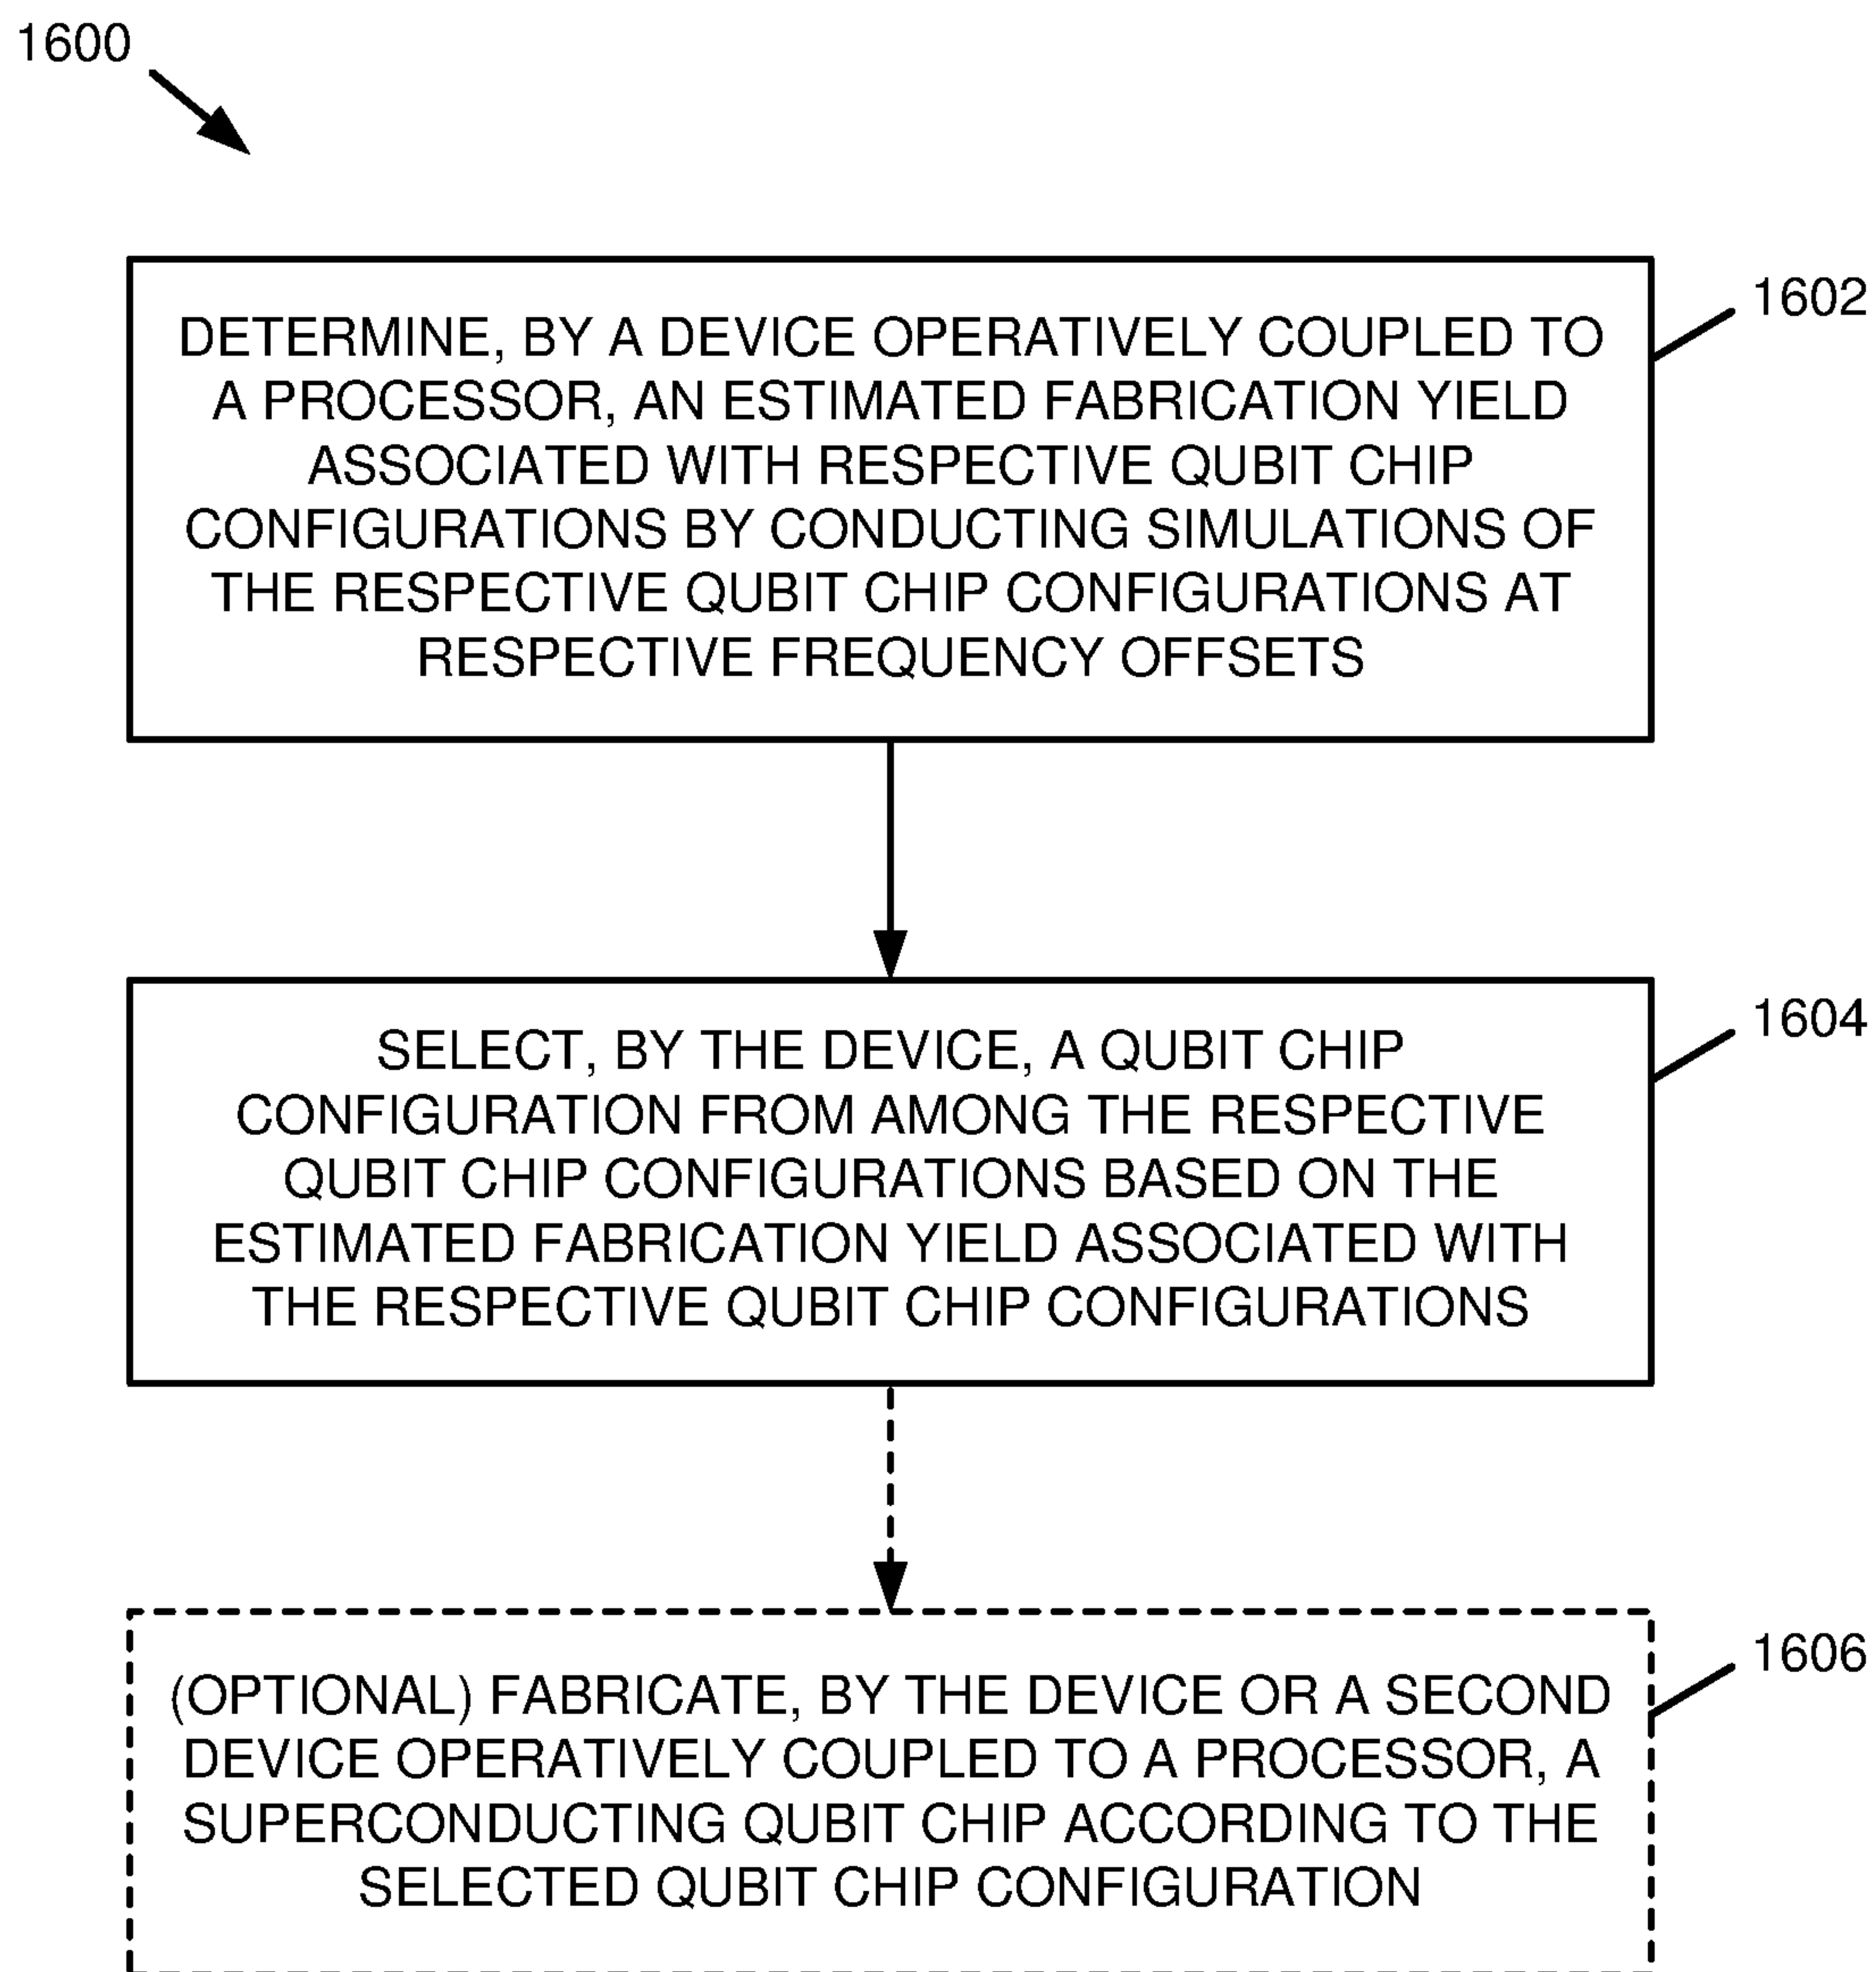 1600
1602
DETERMINE, BY A DEVICE OPERATIVELY COUPLED TO
A PROCESSOR, AN ESTIMATED FABRICATION YIELD
ASSOCIATED WITH RESPECTIVE QUBIT CHIP
CONFIGURATIONS BY CONDUCTING SIMULATIONS OF
THE RESPECTIVE QUBIT CHIP CONFIGURATIONS AT
RESPECTIVE FREQUENCY OFFSETS
1604
SELECT, BY THE DEVICE, A QUBIT CHIP
CONFIGURATION FROM AMONG THE RESPECTIVE
QUBIT CHIP CONFIGURATIONS BASED ON THE
ESTIMATED FABRICATION YIELD ASSOCIATED WITH
THE RESPECTIVE QUBIT CHIP CONFIGURATIONS
1606
(OPTIONAL) FABRICATE, BY THE DEVICE OR A SECOND
DEVICE OPERATIVELY COUPLED TO A PROCESSOR, A
SUPERCONDUCTING QUBIT CHIP ACCORDING TO THE
SELECTED QUBIT CHIP CONFIGURATION